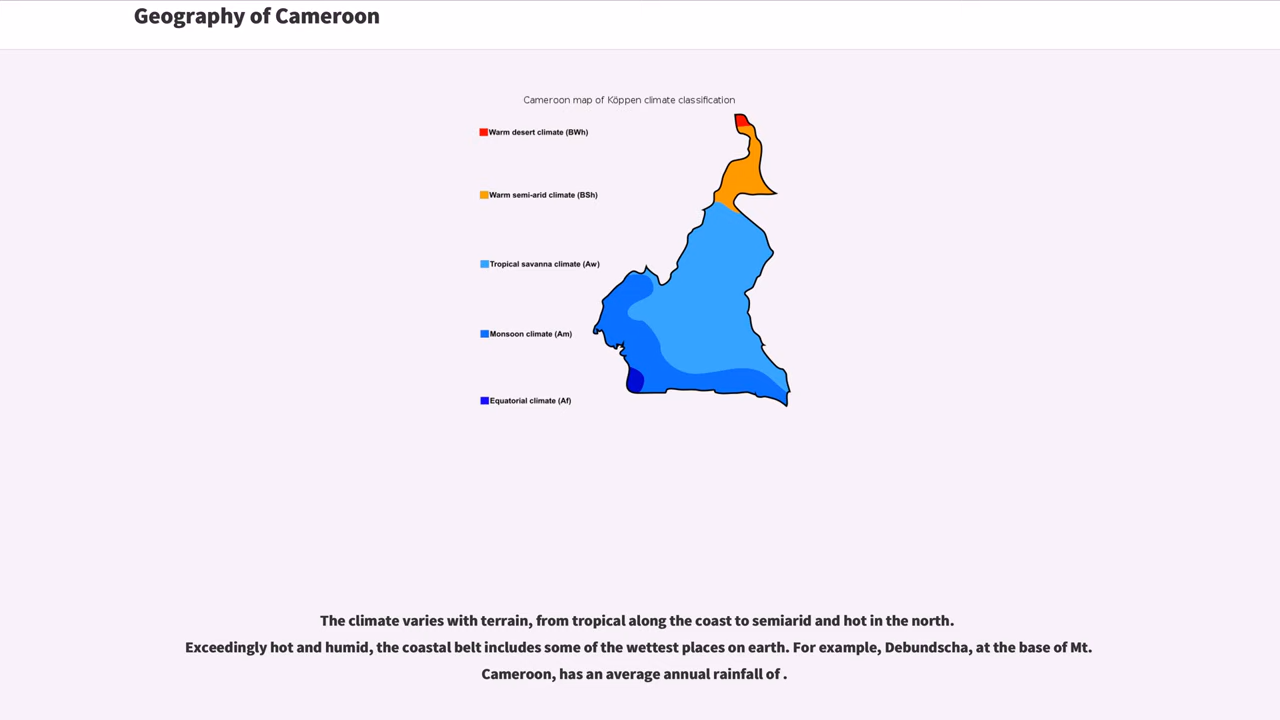 Geography of Cameroon
Cameroon map of Köppen climate classification
Warm desert climate (BWh)
Warm semi-arid climate (BSh)
Tropical savanna climate (Aw)
Monsoon climate (Am)
Equatorial climate (Af)
The climate varies with terrain, from tropical along the coast to semiarid and hot in the north.
Exceedingly hot and humid, the coastal belt includes some of the wettest places on earth. For example, Debundscha, at the base of Mt.
Cameroon, has an average annual rainfall of .